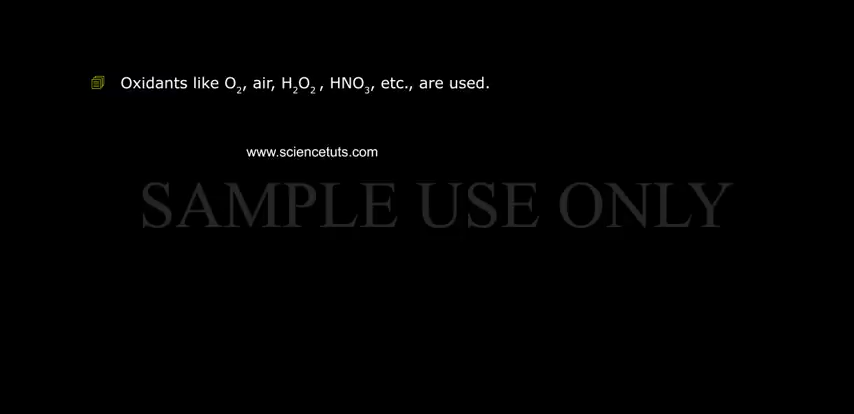 Oxidants like O₂, air, H₂O₂ , HNO₃, etc., are used.
www.sciencetuts.com
SAMPLE USE ONLY